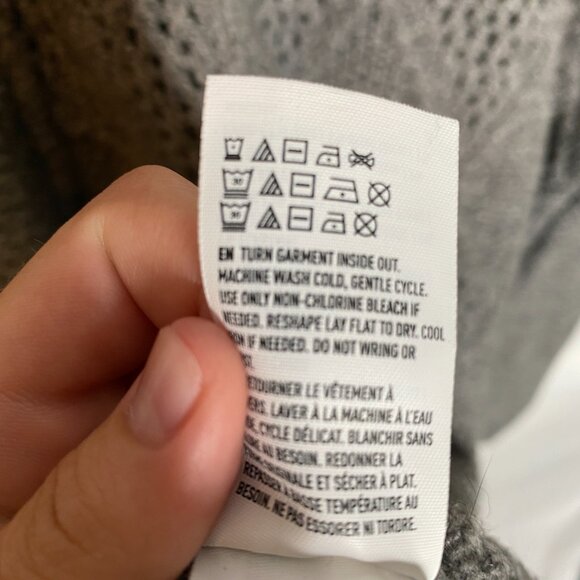 EN TURN GARMENT INSIDE OUT.
MACHINE WASH COLD, GENTLE CYCLE.
USE ONLY NON-CHLORINE BLEACH IF
NEEDED. RESHAPE LAY FLAT TO DRY. COOL
IF NEEDED. DO NOT WRING OR
RETOURNER LE VÊTEMENT À
LAVER À LA MACHINE À L'EAU
CYCLE DÉLICAT. BLANCHIR SANS
AU BESOIN. REDONNER LA
ET SÉCHER À PLAT.
REPASSER À BASSE TEMPÉRATURE AU
BESOIN. NE PAS ESSORER NI TORDRE.